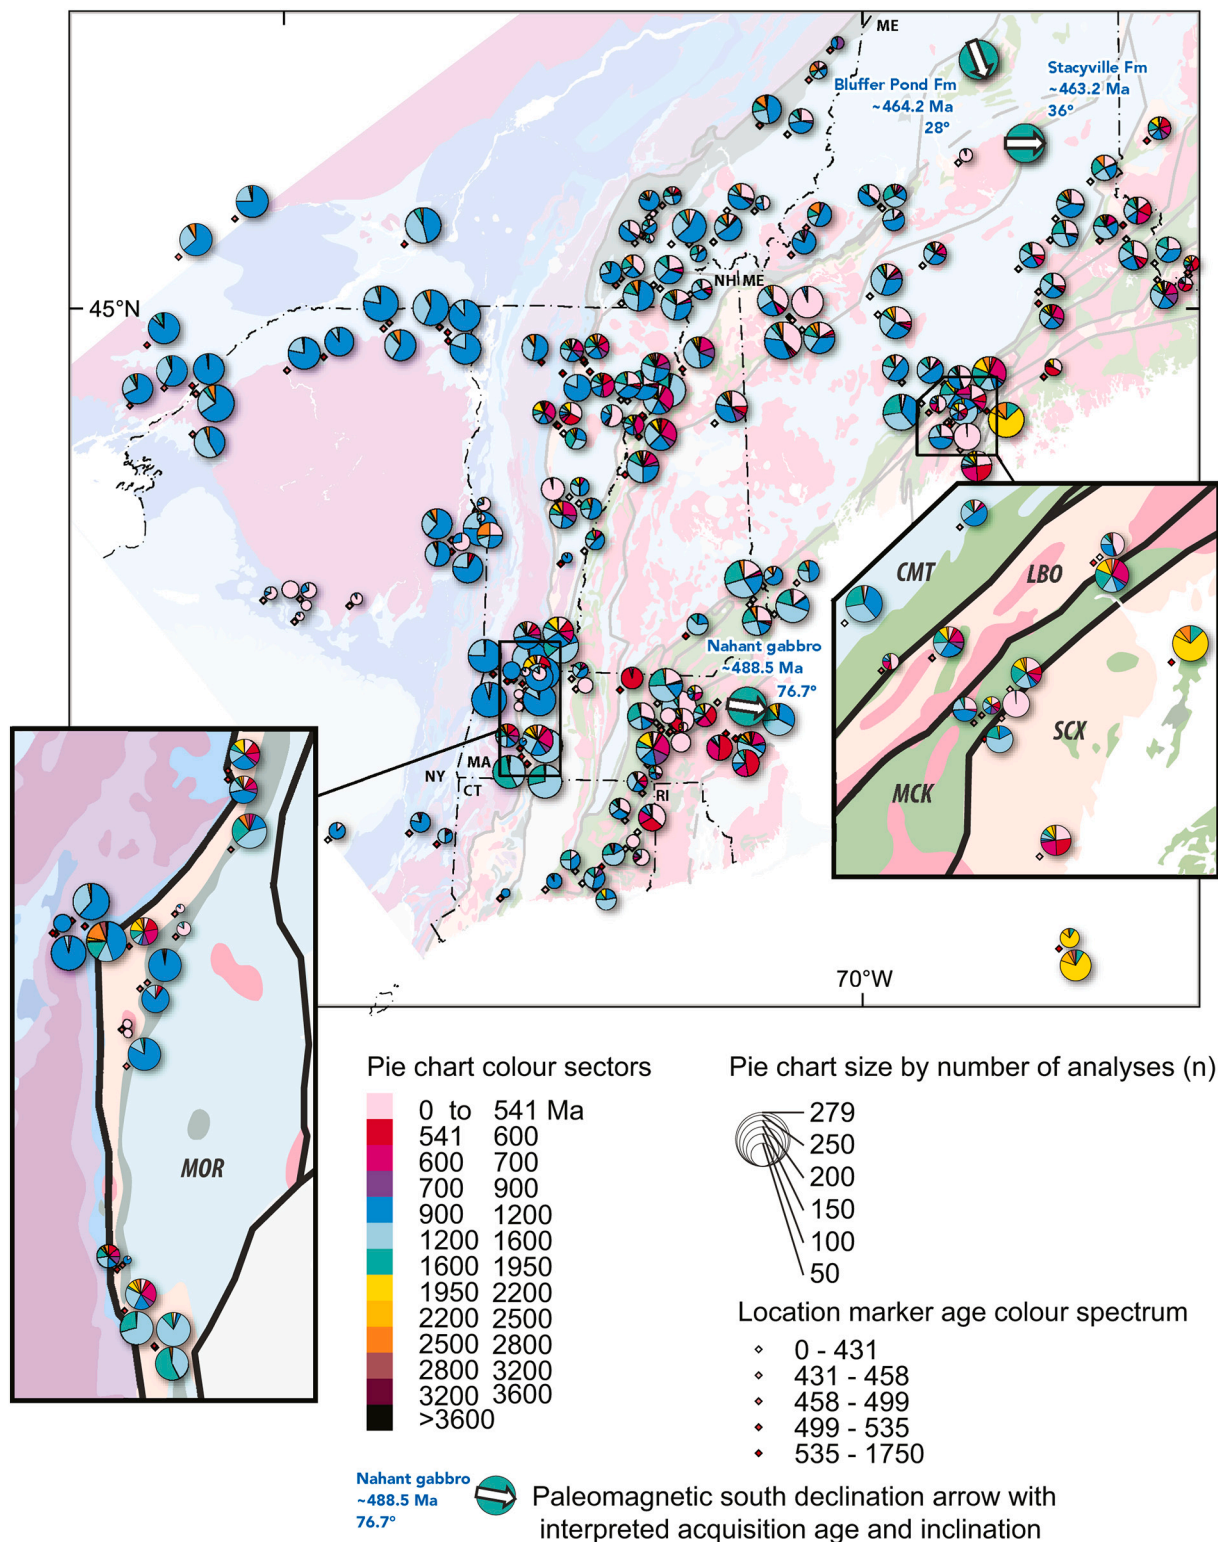 ME
Bluffer Pond Fm
~464.2 Ma
28°
Stacyville Fm
~463.2 Ma
36°
NH ME
45°N
CMT
LBO
SCX
MCK
Nahant gabbro
~488.5 Ma
76.7°
MA
NY
CT
RI
70°W
MOR
Pie chart colour sectors
0 to 541 Ma
541 600
600 700
700 900
900 1200
1200 1600
1600 1950
1950 2200
2200 2500
2500 2800
2800 3200
3200 3600
>3600
Pie chart size by number of analyses (n)
279
250
200
150
100
50
Location marker age colour spectrum
0 - 431
431 - 458
458 - 499
499 - 535
535 - 1750
Nahant gabbro
~488.5 Ma
76.7°
Paleomagnetic south declination arrow with
interpreted acquisition age and inclination